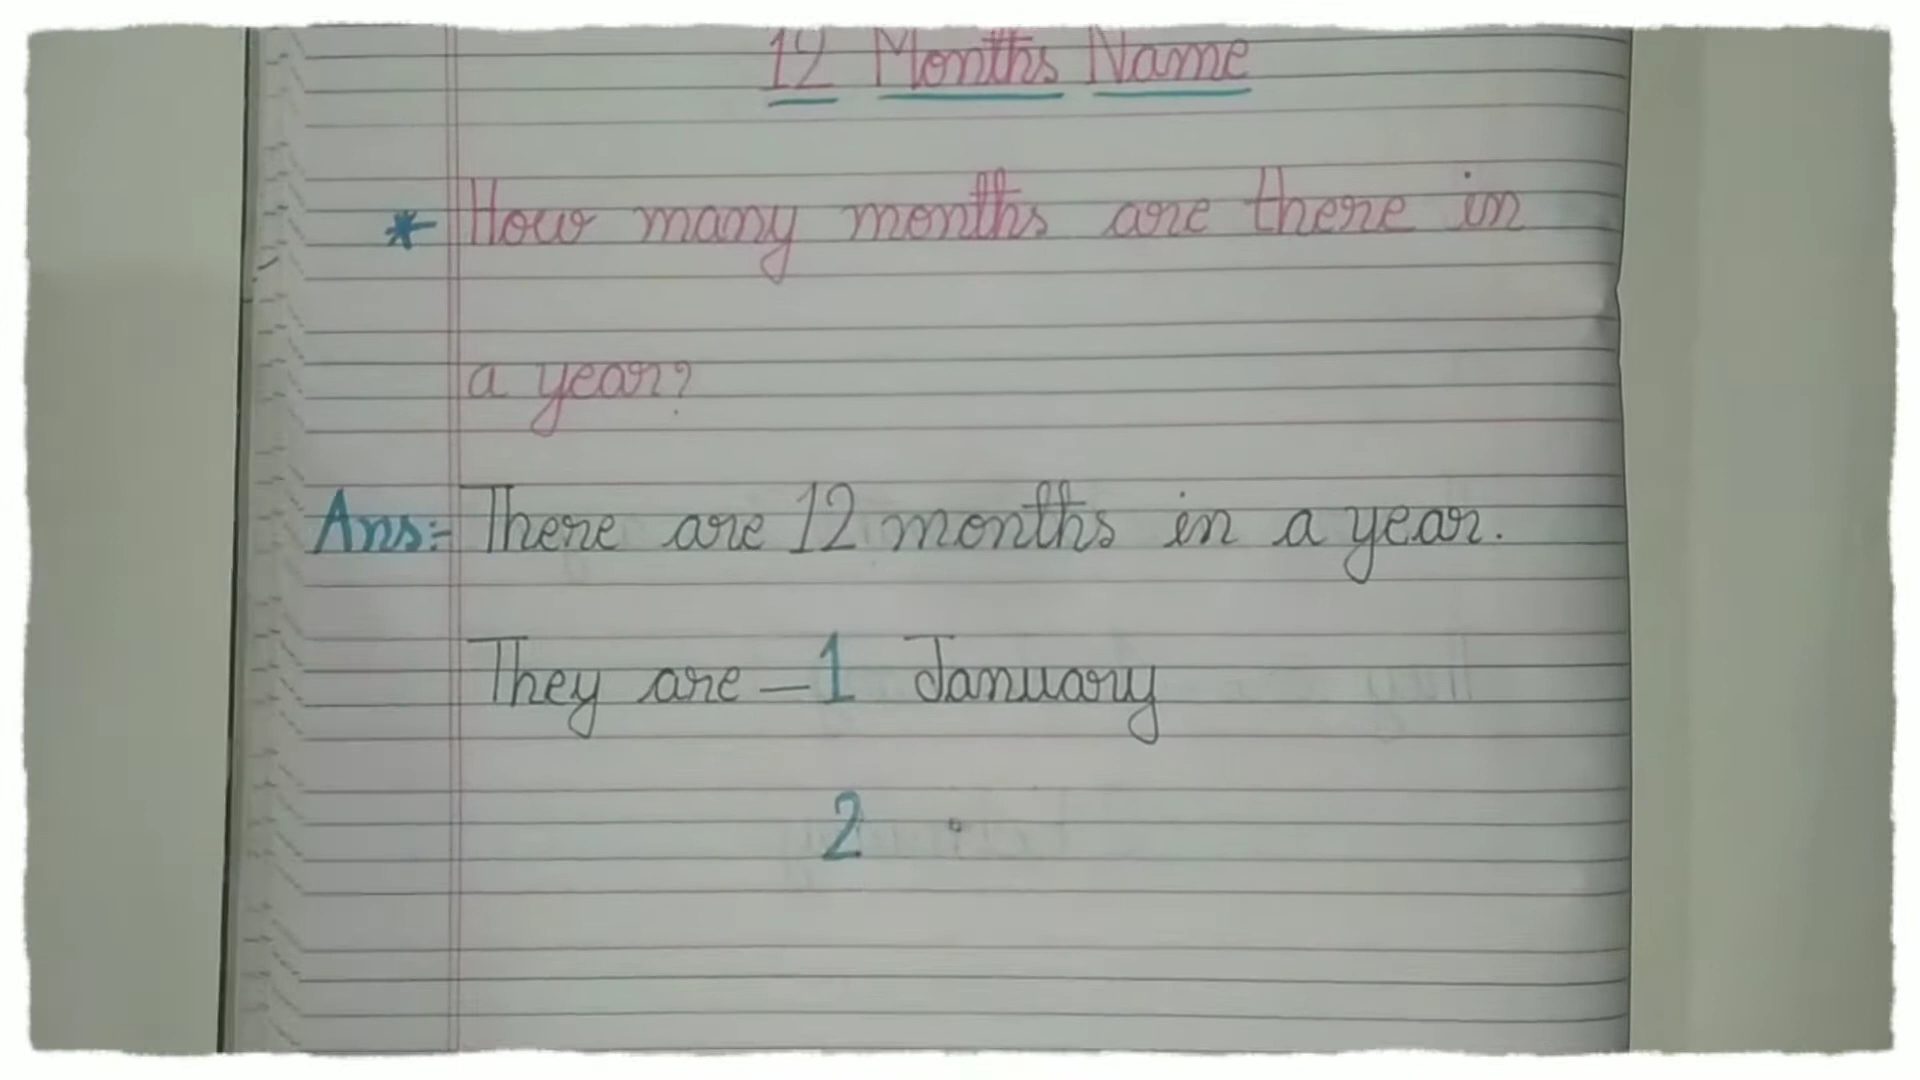 12 Months Name
* How many months are there in
a year?
Ans:- There are 12 months in a year.
They are – 1 January
2